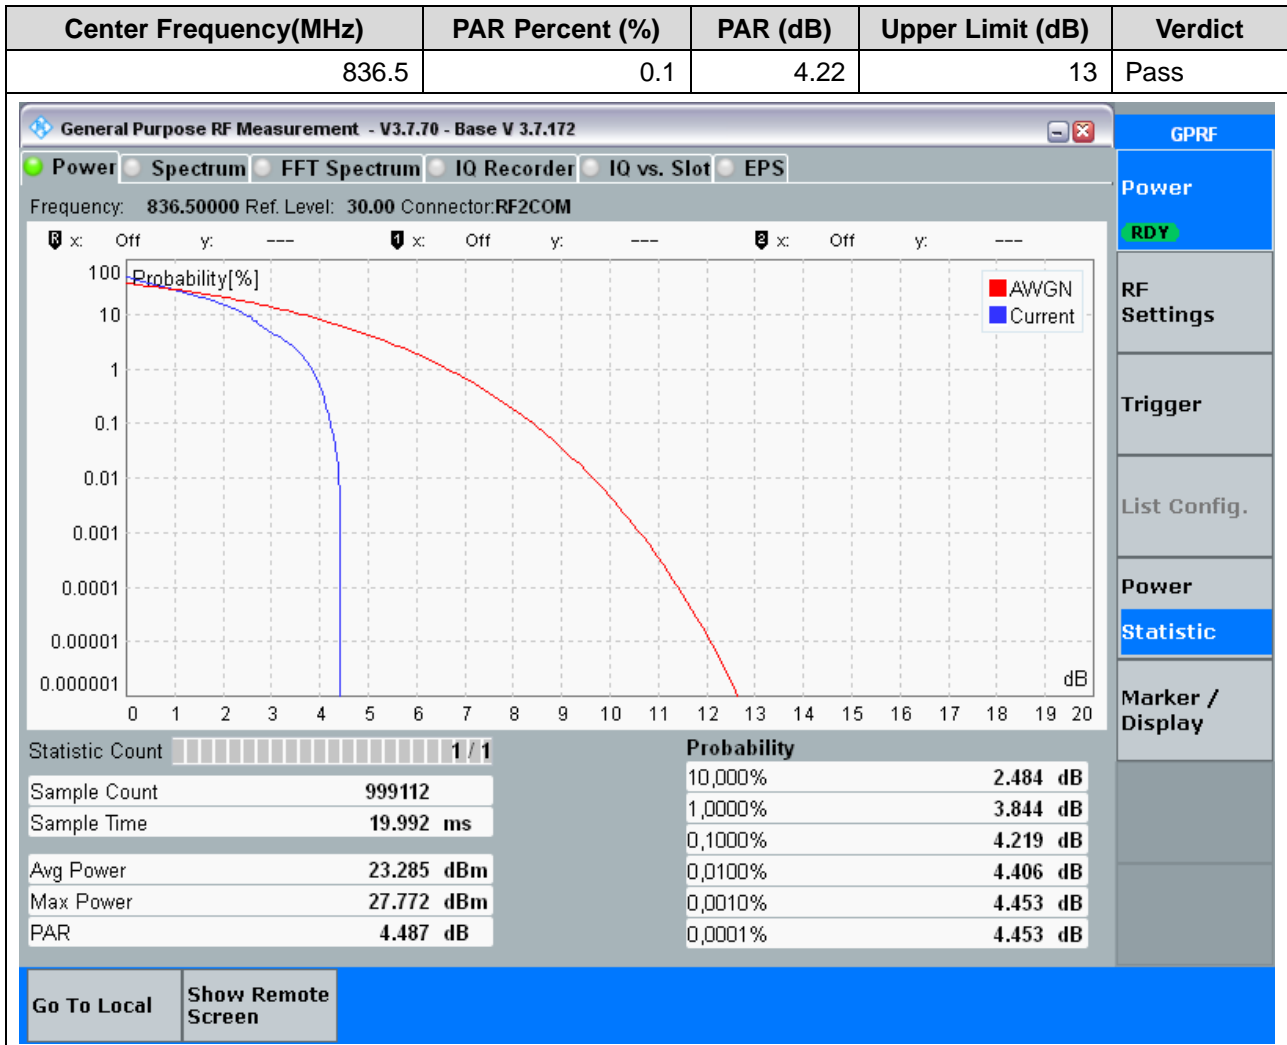 Center Frequency(MHz) PAR Percent (%) PAR (dB) Upper Limit (dB) Verdict
836.5 0.1 4.22 13 Pass
General Purpose RF Measurement - V3.7.70 - Base V 3.7.172
GPRF
Power Spectrum FFT Spectrum IQ Recorder IQ vs. Slot EPS
Power
RDY
Frequency: 836.50000 Ref. Level: 30.00 Connector:RF2COM
R x: Off y: --- 1 x: Off y: --- 2 x: Off y: ---
Probability[%]
AWGN
Current
100
10
1
0.1
0.01
0.001
0.0001
0.00001
0.000001
dB
0 1 2 3 4 5 6 7 8 9 10 11 12 13 14 15 16 17 18 19 20
RF
Settings
Trigger
List Config.
Power
Statistic
Marker /
Display
Statistic Count 1 / 1
Sample Count 999112
Sample Time 19.992 ms
Avg Power 23.285 dBm
Max Power 27.772 dBm
PAR 4.487 dB
Probability
10,000% 2.484 dB
1,0000% 3.844 dB
0,1000% 4.219 dB
0,0100% 4.406 dB
0,0010% 4.453 dB
0,0001% 4.453 dB
Go To Local
Show Remote
Screen